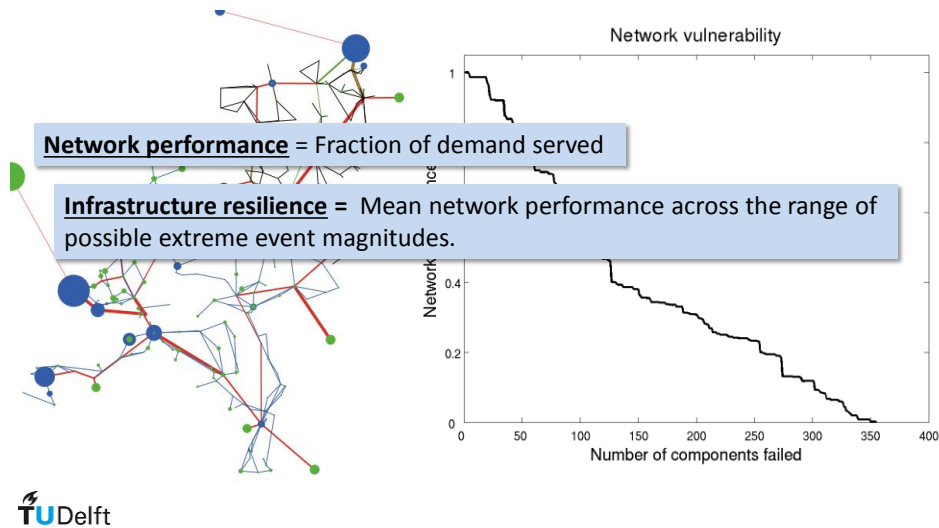 Network vulnerability
Network performance = Fraction of demand served
Infrastructure resilience = Mean network performance across the range of
possible extreme event magnitudes.
1
0.4
0.2
0
0 50 100 150 200 250 300 350 400
Network
Number of components failed
TUDelft